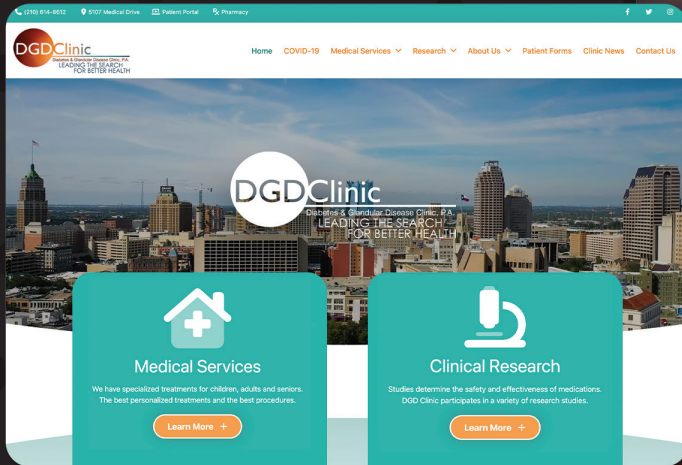 (210) 614-8612 5107 Medical Drive Patient Portal Pharmacy
DGDClinic
Diabetes & Glandular Disease Clinic, P.A.
LEADING THE SEARCH
FOR BETTER HEALTH
Home COVID-19 Medical Services Research About Us Patient Forms Clinic News Contact Us
DGDClinic
Diabetes & Glandular Disease Clinic, P.A.
LEADING THE SEARCH
FOR BETTER HEALTH
Medical Services
We have specialized treatments for children, adults and seniors.
The best personalized treatments and the best procedures.
Learn More +
Clinical Research
Studies determine the safety and effectiveness of medications.
DGD Clinic participates in a variety of research studies.
Learn More +